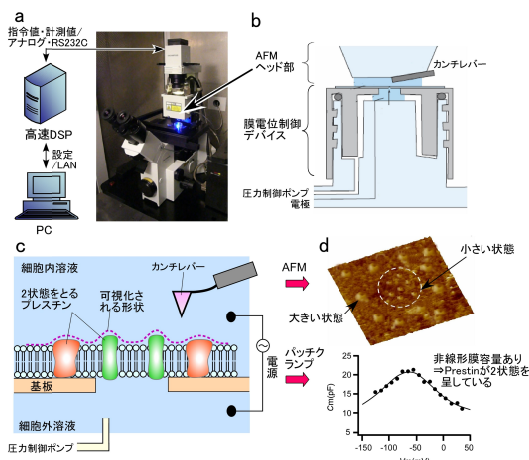 a
指令値・計測値/
アナログ・RS232C
高速DSP
設定
/LAN
PC
b
AFM
ヘッド部
カンチレバー
膜電位制御
デバイス
圧力制御ポンプ
電極
c
細胞内溶液
カンチレバー
2状態をとる
プレスチン
可視化さ
れる形状
電源
基板
細胞外溶液
圧力制御ポンプ
AFM
パッチク
ランプ
d
小さい状態
大きい状態
非線形膜容量あり
⇒Prestinが2状態を
呈している
Cm(pF)
25
20
15
10
5
-150
-100
-50
0
50